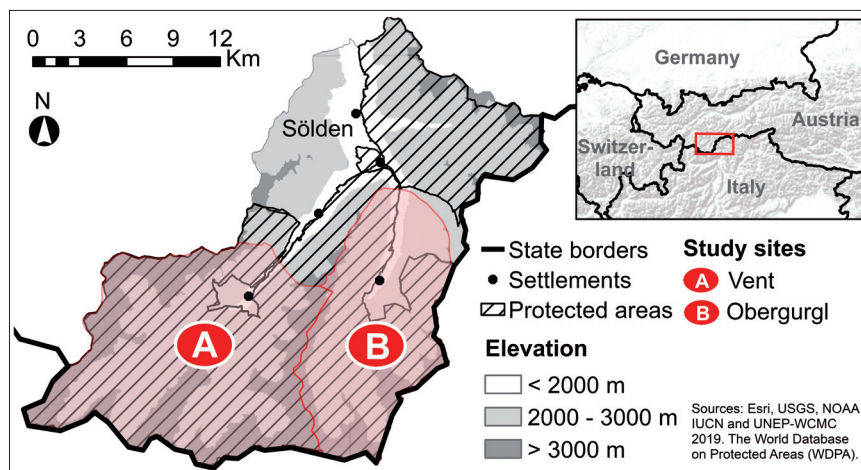 0 3 6 9 12
Km
N
Sölden
A
B
Germany
Austria
Switzer-
land
Italy
State borders
Settlements
Protected areas
Study sites
A Vent
B Obergurgl
Elevation
< 2000 m
2000 - 3000 m
> 3000 m
Sources: Esri, USGS, NOAA
IUCN and UNEP-WCMC
2019. The World Database
on Protected Areas (WDPA).